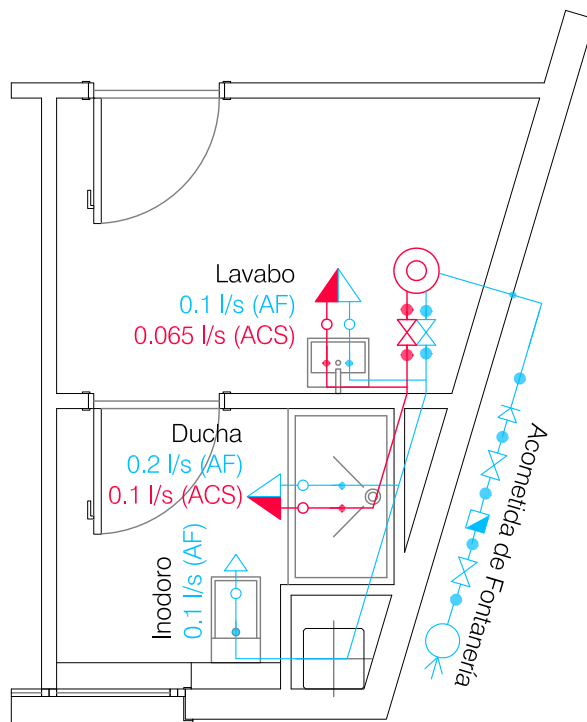 Lavabo
0.1 l/s (AF)
0.065 l/s (ACS)
Ducha
0.2 l/s (AF)
0.1 l/s (ACS)
Inodoro
0.1 l/s (AF)
Acometida de Fontanería